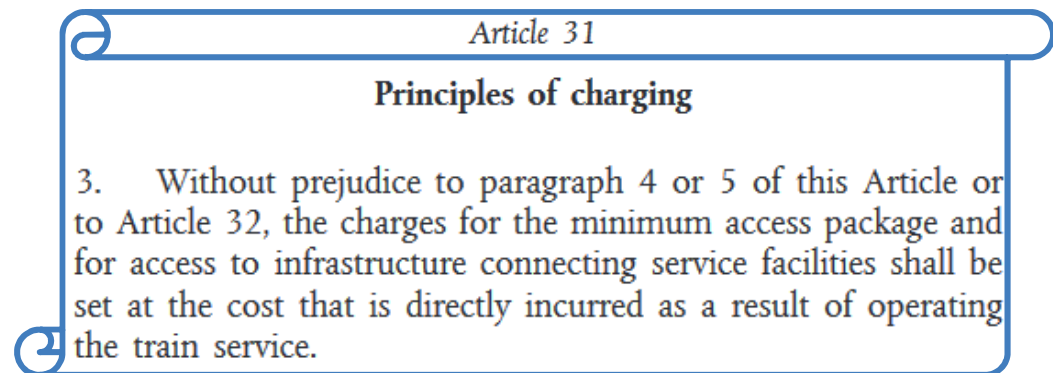 Article 31
Principles of charging
3. Without prejudice to paragraph 4 or 5 of this Article or
to Article 32, the charges for the minimum access package and
for access to infrastructure connecting service facilities shall be
set at the cost that is directly incurred as a result of operating
the train service.